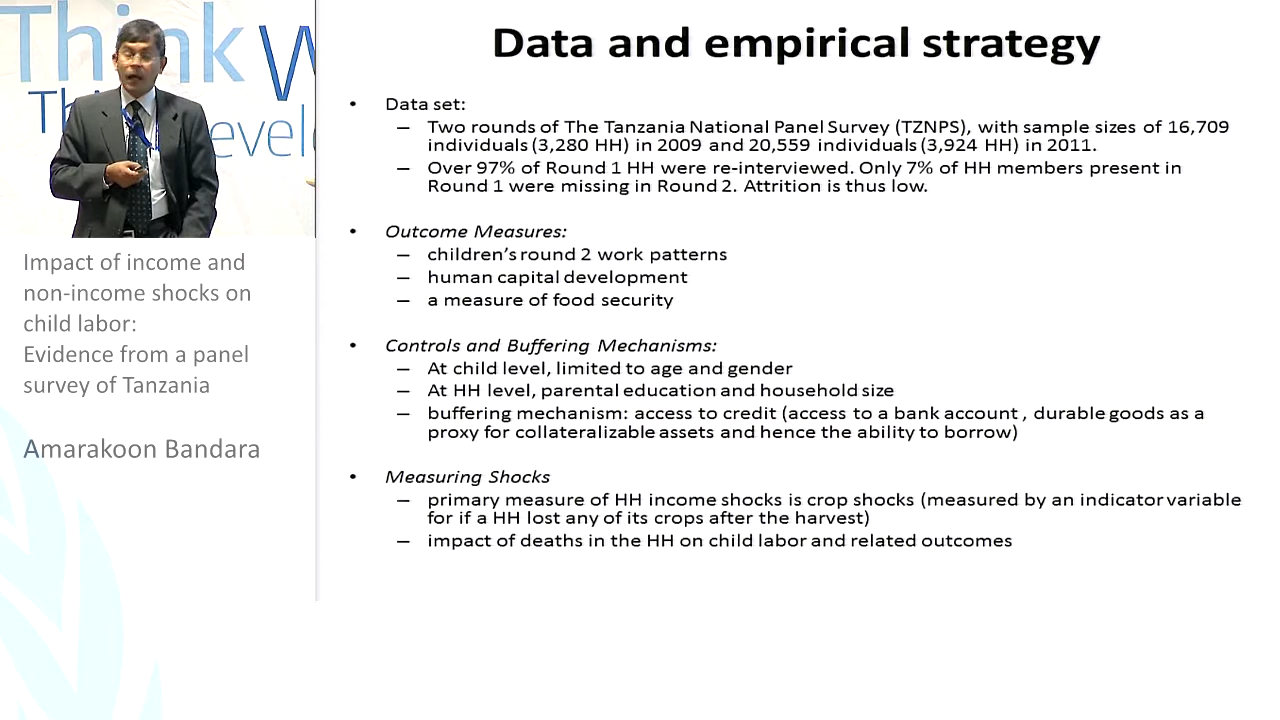 Think W
Th
evel
Impact of income and
non-income shocks on
child labor:
Evidence from a panel
survey of Tanzania
Amarakoon Bandara
Data and empirical strategy
• Data set:
– Two rounds of The Tanzania National Panel Survey (TZNPS), with sample sizes of 16,709
individuals (3,280 HH) in 2009 and 20,559 individuals (3,924 HH) in 2011.
– Over 97% of Round 1 HH were re-interviewed. Only 7% of HH members present in
Round 1 were missing in Round 2. Attrition is thus low.
• Outcome Measures:
– children’s round 2 work patterns
– human capital development
– a measure of food security
• Controls and Buffering Mechanisms:
– At child level, limited to age and gender
– At HH level, parental education and household size
– buffering mechanism: access to credit (access to a bank account , durable goods as a
proxy for collateralizable assets and hence the ability to borrow)
• Measuring Shocks
– primary measure of HH income shocks is crop shocks (measured by an indicator variable
for if a HH lost any of its crops after the harvest)
– impact of deaths in the HH on child labor and related outcomes